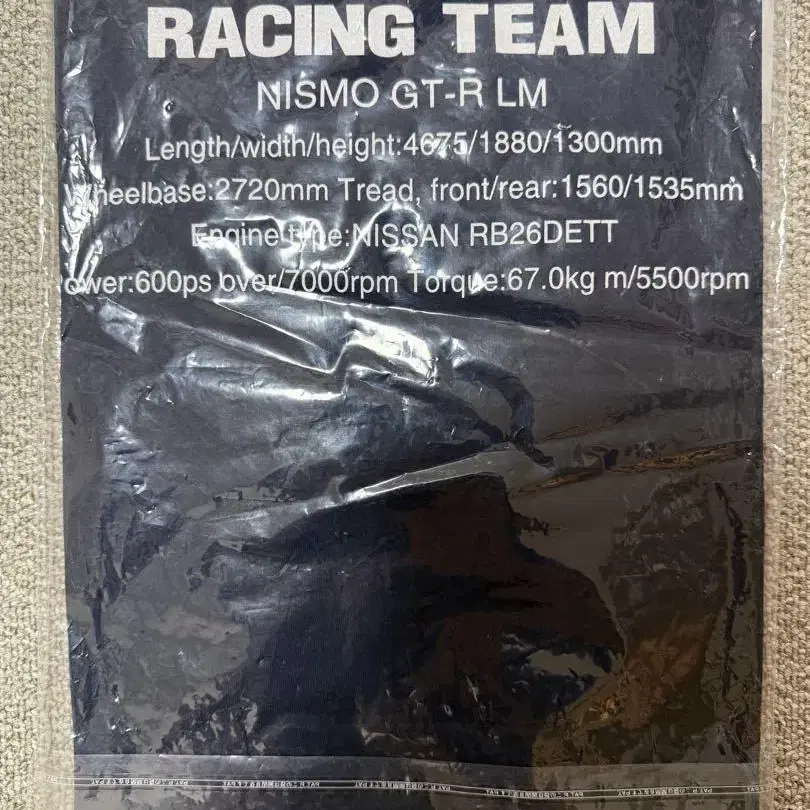 RACING TEAM
NISMO GT-R LM
Length/width/height:4675/1880/1300mm
Wheelbase:2720mm Tread, front/rear:1560/1535mm
Engine type:NISSAN RB26DETT
ower:600ps over/7000rpm Torque:67.0kg m/5500rpm